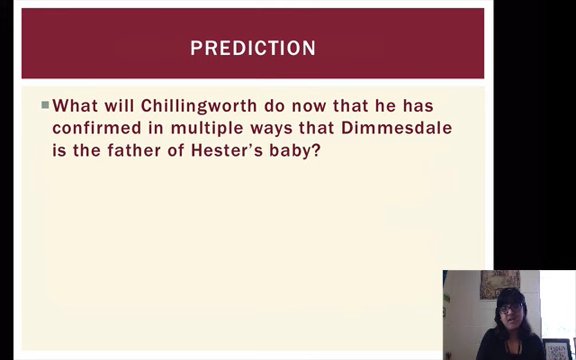 PREDICTION
What will Chillingworth do now that he has
confirmed in multiple ways that Dimmesdale
is the father of Hester's baby?